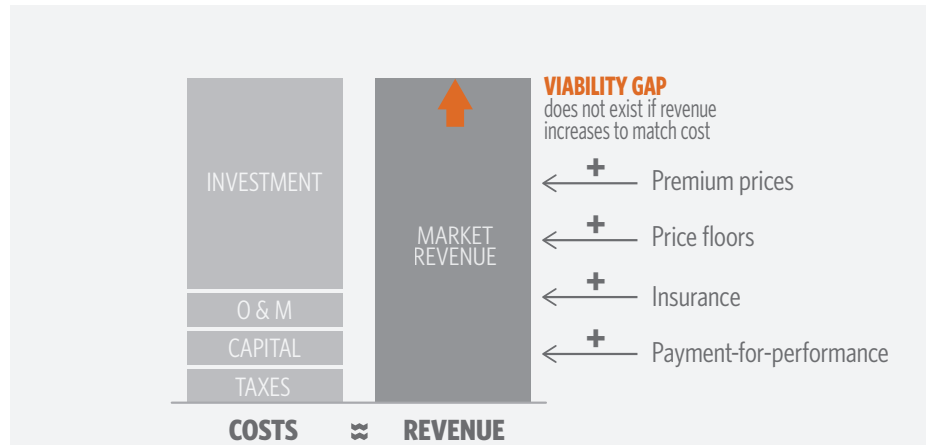 VIABILITY GAP
does not exist if revenue
increases to match cost
INVESTMENT
+
Premium prices
MARKET
REVENUE
+
Price floors
+
Insurance
O & M
CAPITAL
+
Payment-for-performance
TAXES
COSTS ≈ REVENUE